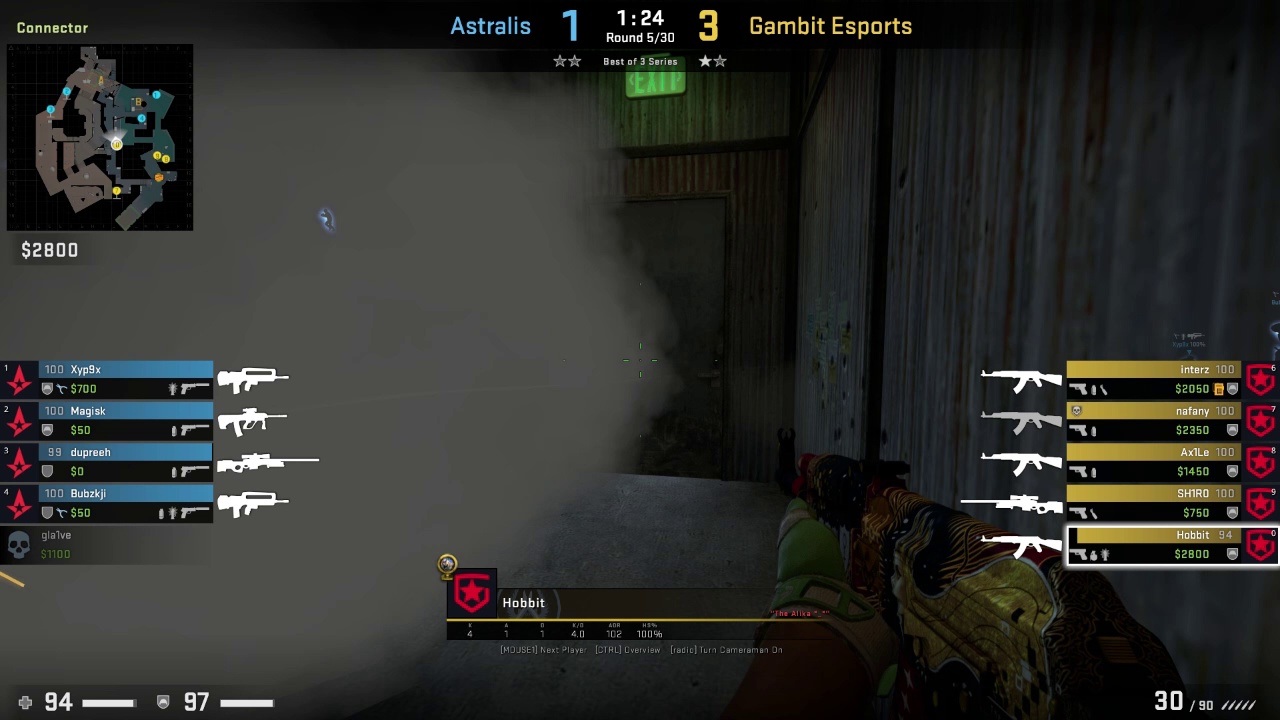 Connector
Astralis 1 1:24 3 Gambit Esports
Round 5/30
Best of 3 Series
EXIT
$2800
1 100 Xyp9x
$700
2 100 Magisk
$50
3 99 dupreeh
$0
4 100 Bubzkji
$50
gla1ve
$1100
interz 100 6
$2050
nafany 100 7
$2350
Ax1Le 100 8
$1450
SH1R0 100 9
$750
Hobbit 94 0
$2800
Hobbit
"The Alika ^_^"
K A D K/D ADR HS%
4 1 1 4.0 102 100%
[MOUSE1] Next Player [CTRL] Overview [radio] Turn Cameraman On
94 97
30 / 90